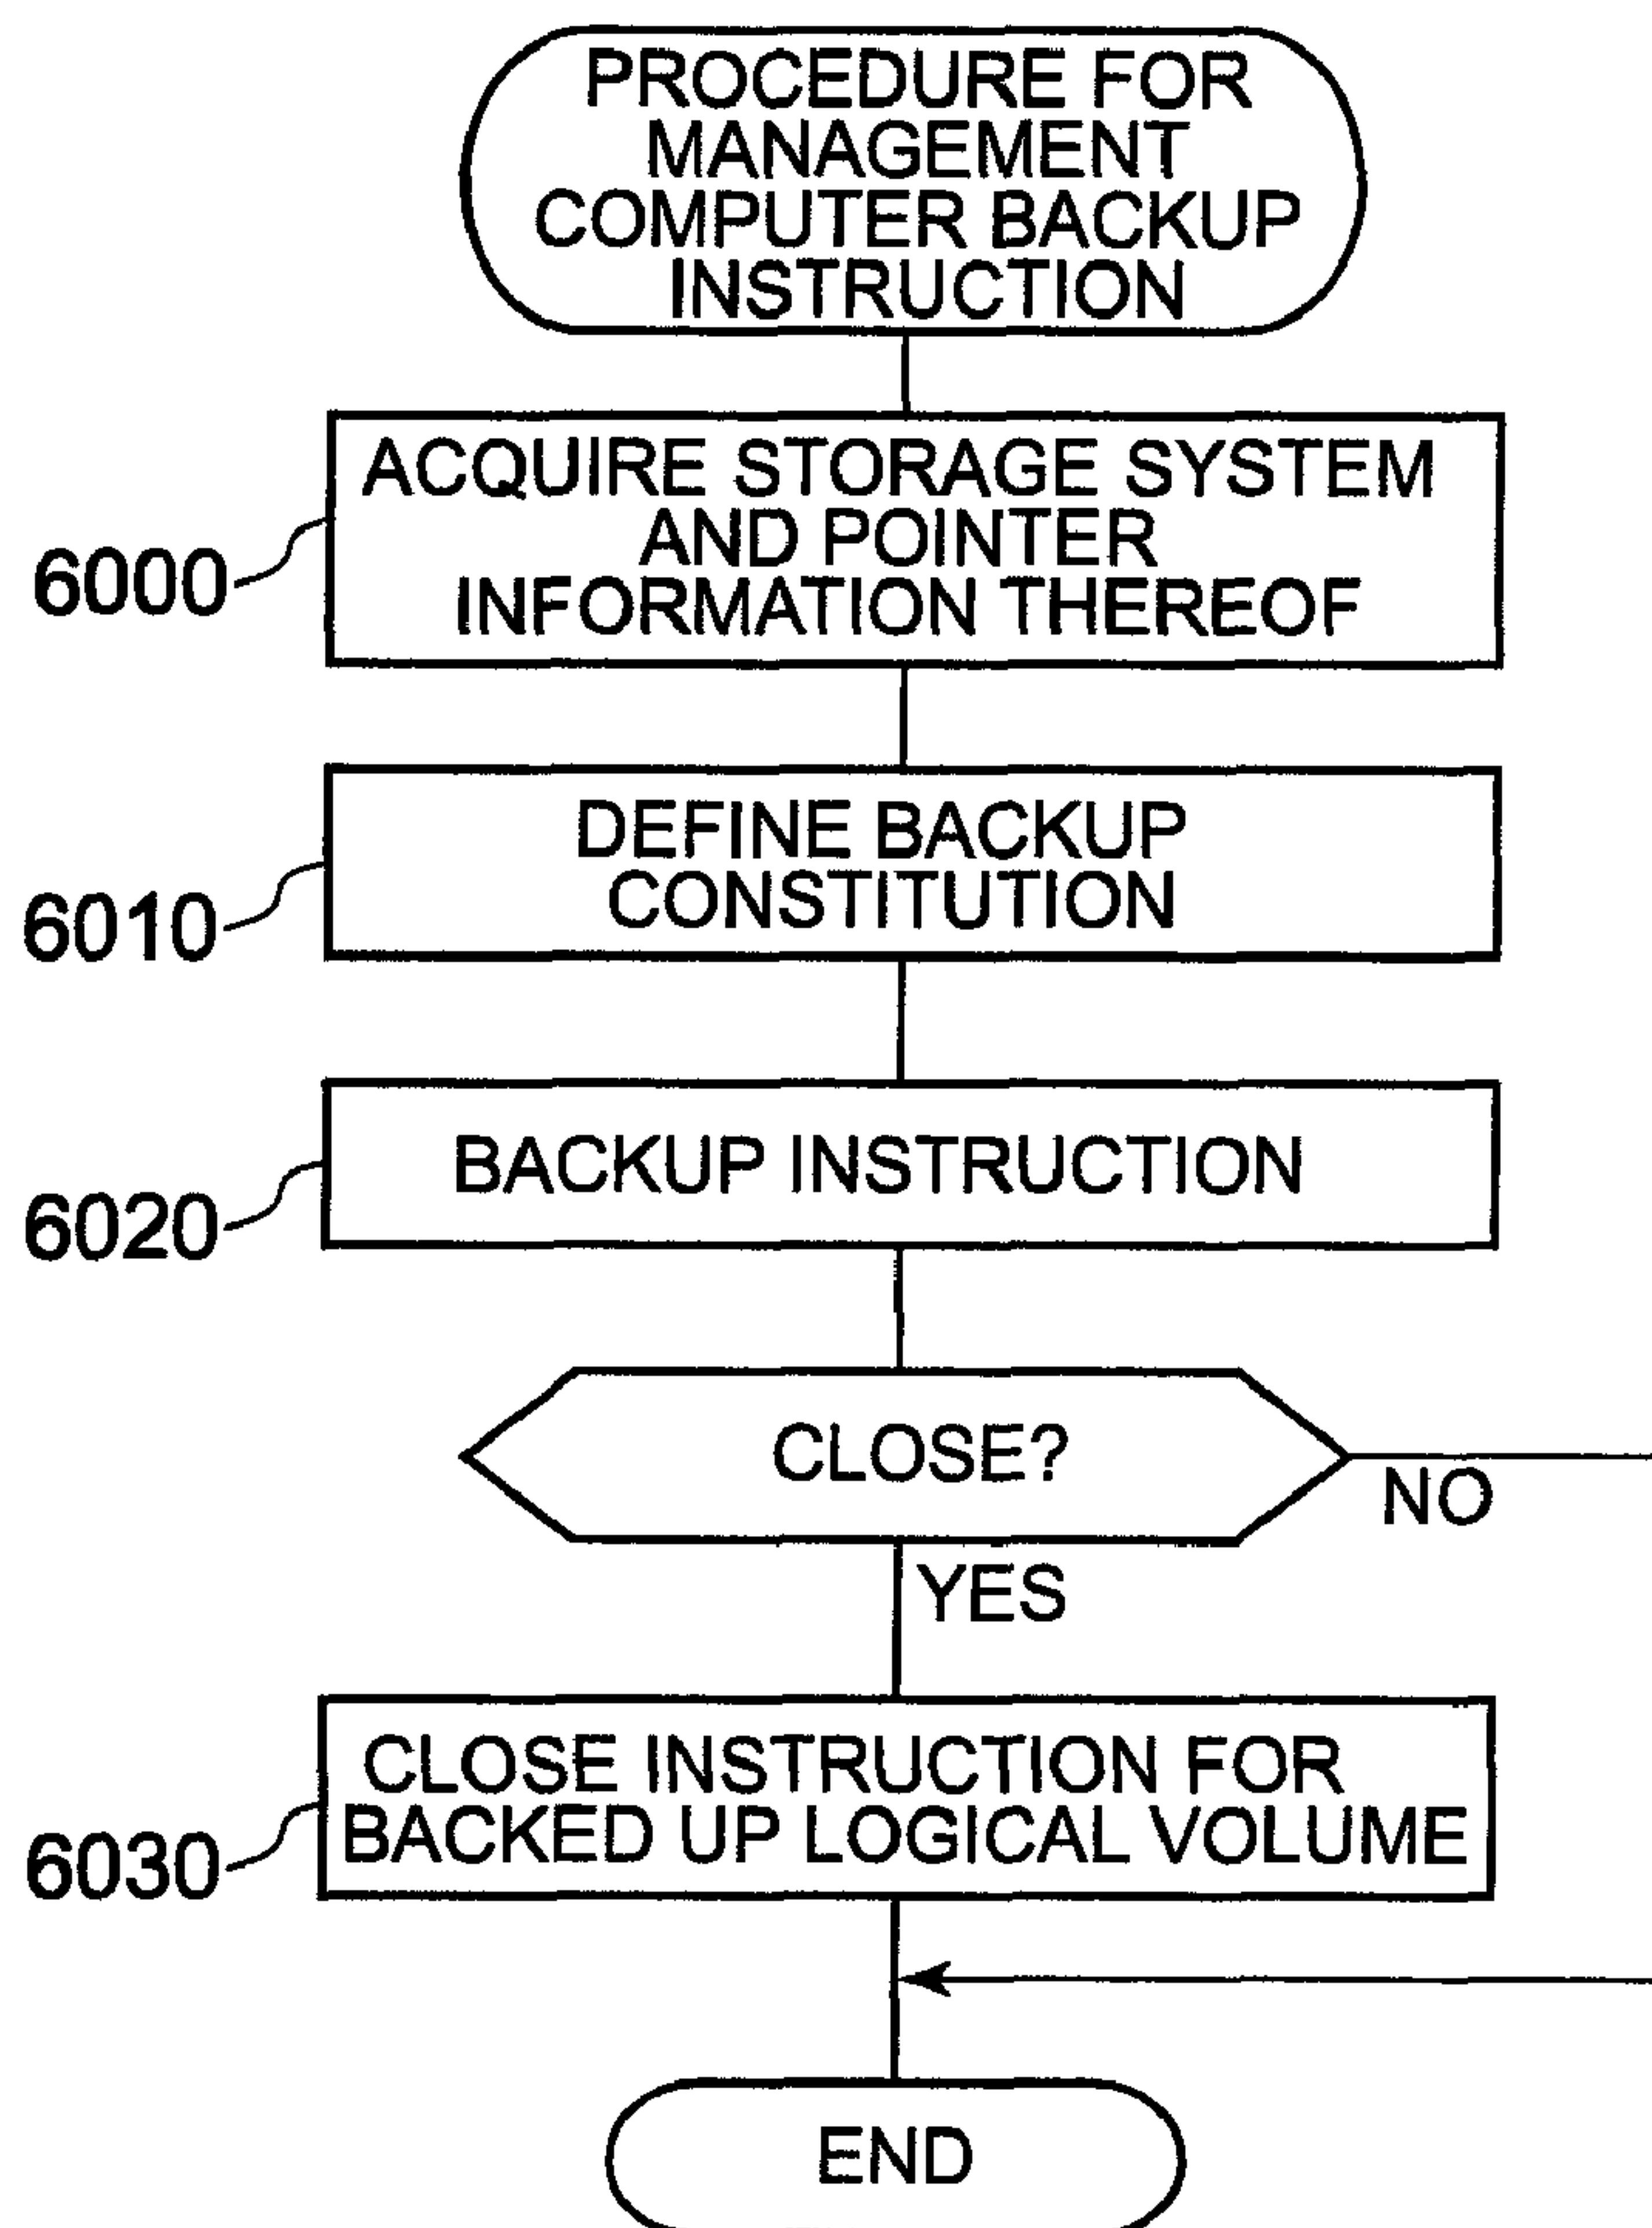 PROCEDURE FOR
MANAGEMENT
COMPUTER BACKUP
INSTRUCTION
ACQUIRE STORAGE SYSTEM
AND POINTER
INFORMATION THEREOF
6000
DEFINE BACKUP
CONSTITUTION
6010
BACKUP INSTRUCTION
6020
CLOSE?
NO
YES
CLOSE INSTRUCTION FOR
BACKED UP LOGICAL VOLUME
6030
END